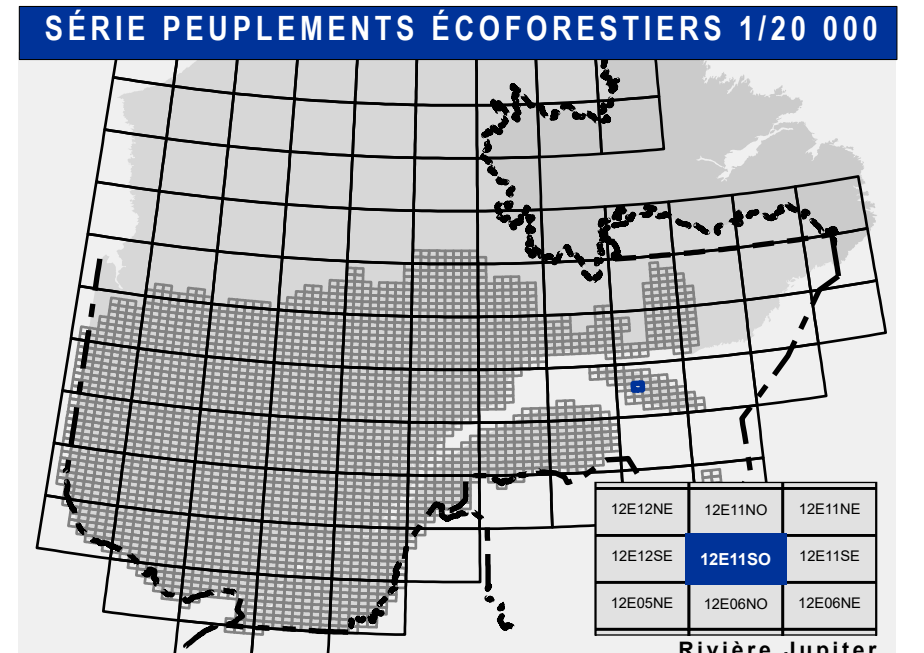 SÉRIE PEUPLEMENTS ÉCOFORESTIERS 1/20 000
12E12NE 12E11NO 12E11NE
12E12SE 12E11SO 12E11SE
12E05NE 12E06NO 12E06NE
Rivière Jupiter